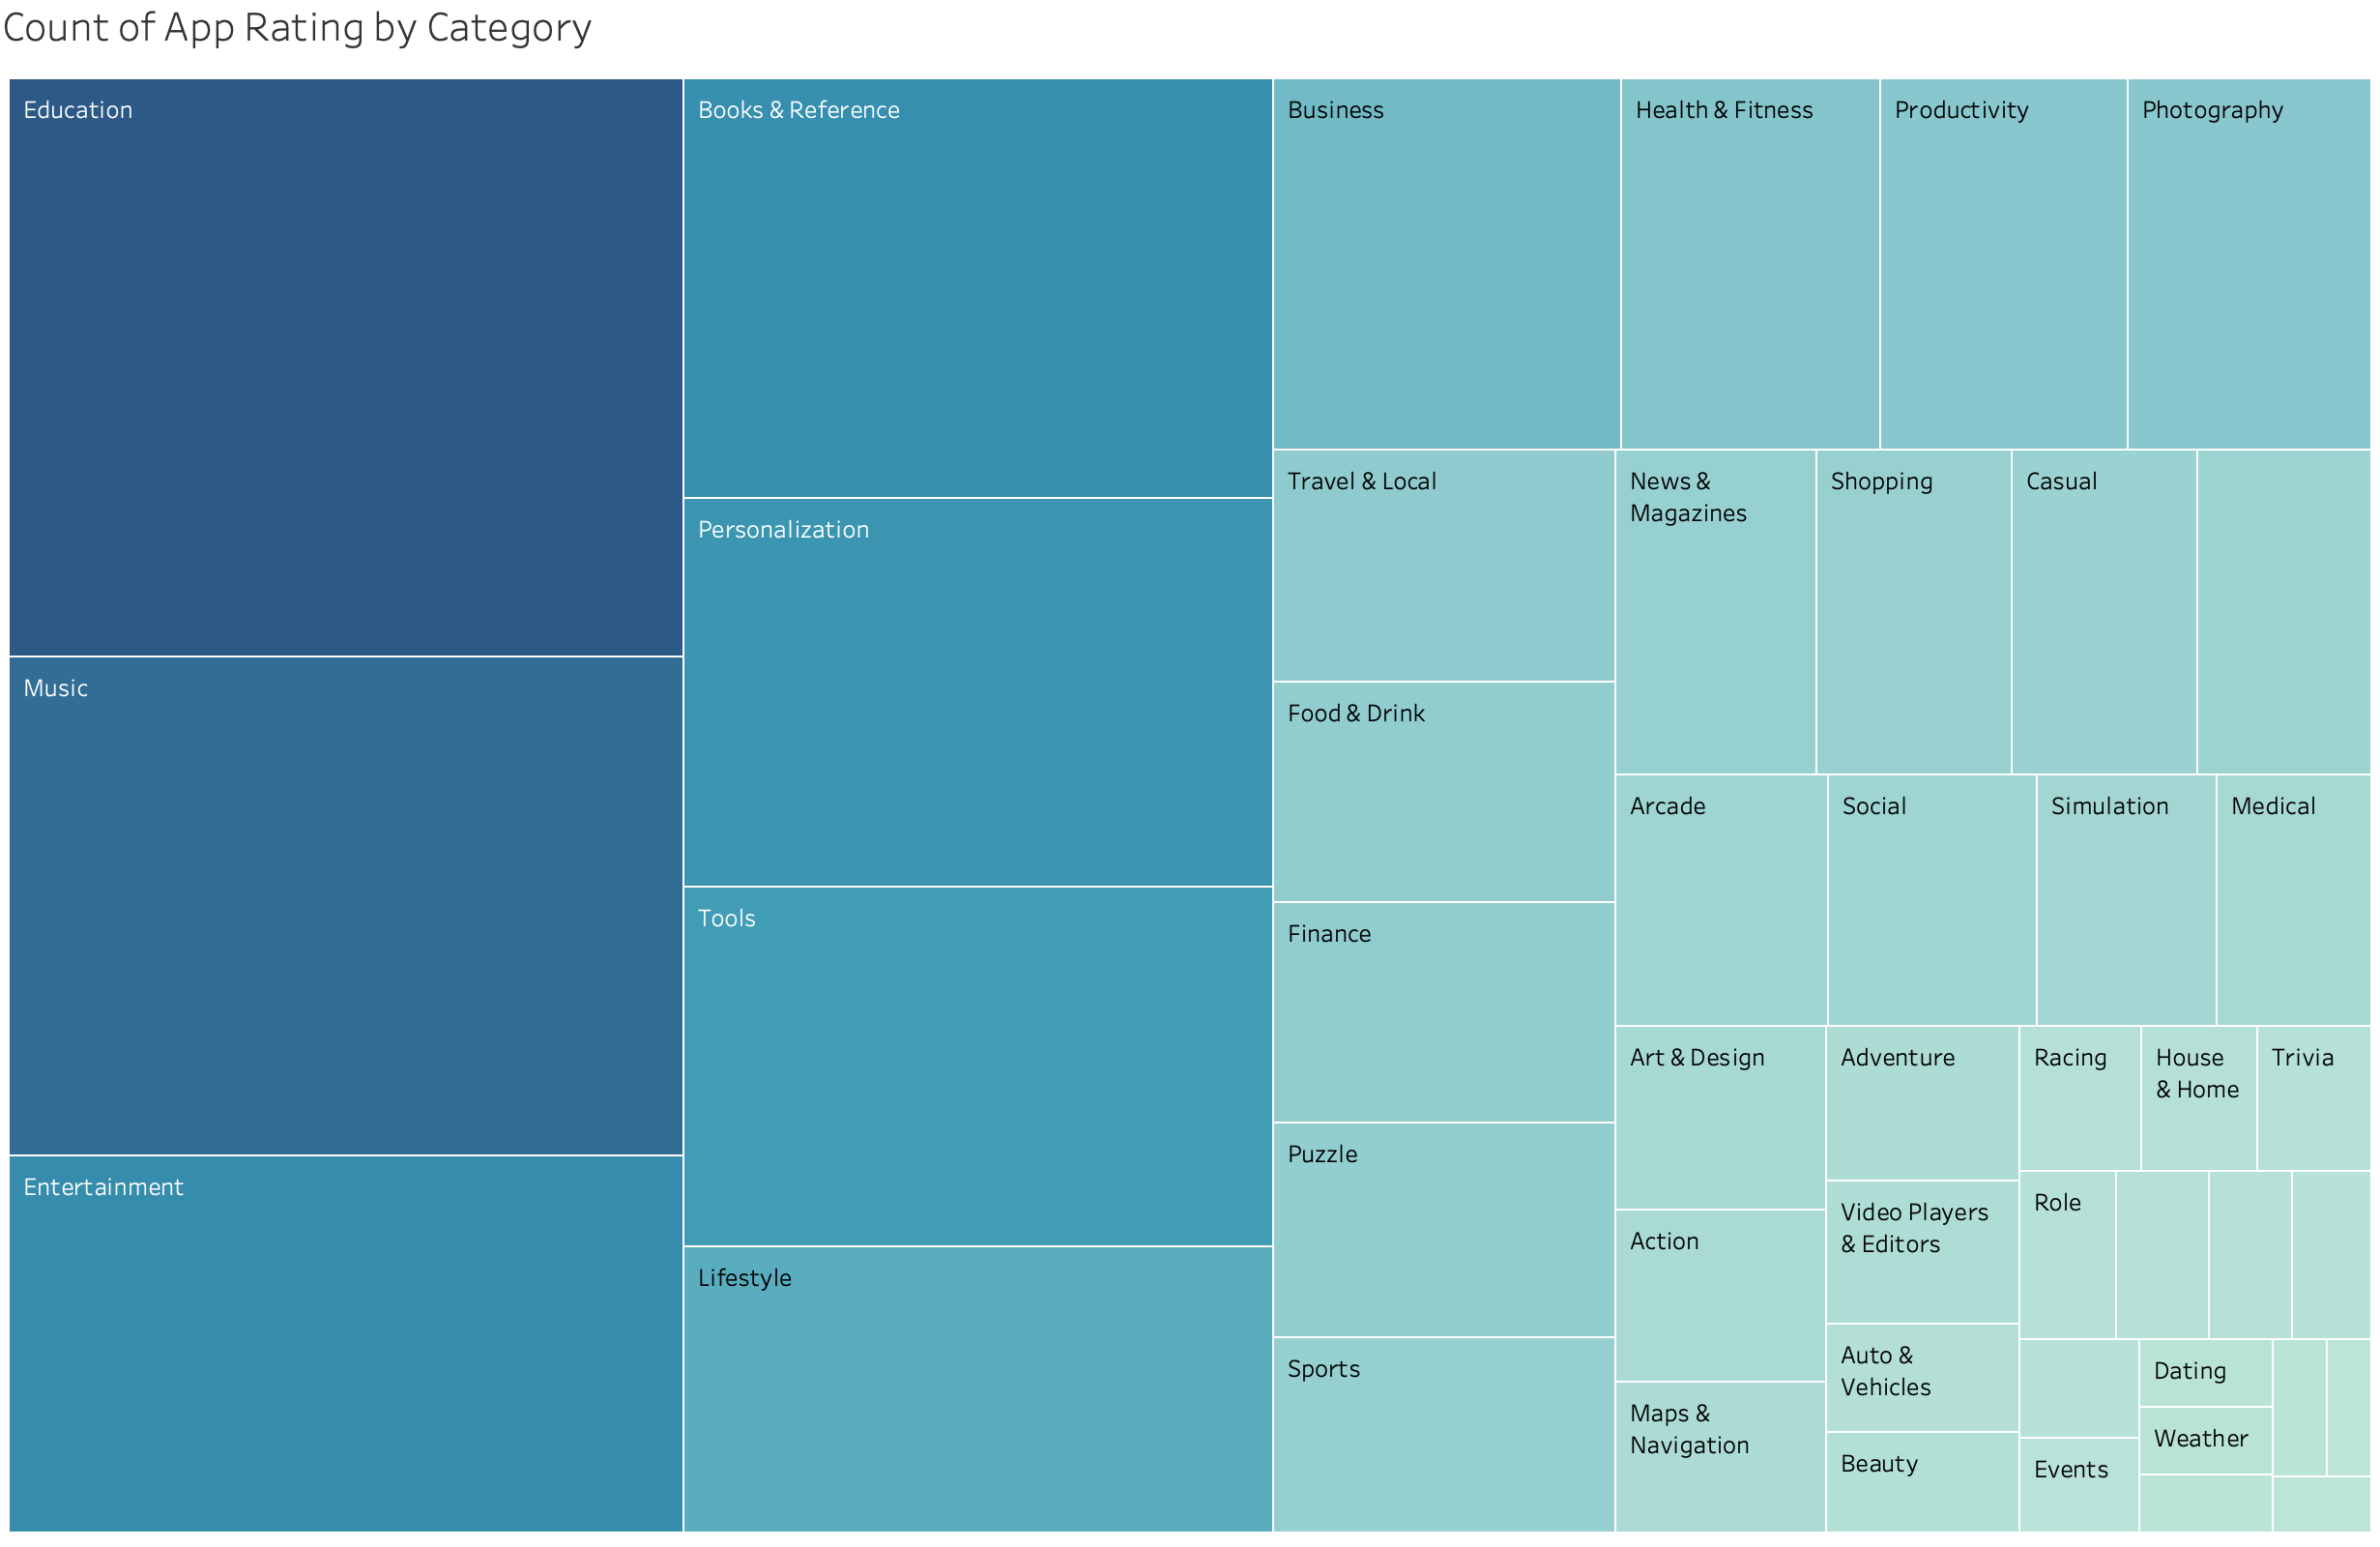 Count of App Rating by Category
Education
Music
Entertainment
Books & Reference
Personalization
Tools
Lifestyle
Business
Health & Fitness
Productivity
Photography
Travel & Local
Food & Drink
Finance
Puzzle
Sports
News &
Magazines
Shopping
Casual
Arcade
Social
Simulation
Medical
Art & Design
Action
Maps &
Navigation
Adventure
Video Players
& Editors
Auto &
Vehicles
Beauty
Racing
House
& Home
Trivia
Role
Events
Dating
Weather